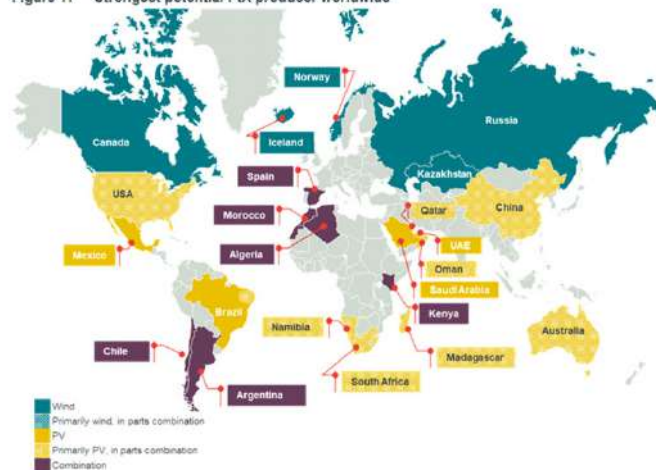 Figure 17 Strongest potential PtX producer worldwide
Norway
Russia
Canada
Iceland
Kazakhstan
Spain
USA
Qatar
China
Morocco
UAE
Mexico
Algeria
Oman
Saudi Arabia
Brazil
Kenya
Namibia
Australia
Chile
Madagascar
South Africa
Argentina
Wind
Primarily wind, in parts combination
PV
Primarily PV, in parts combination
Combination